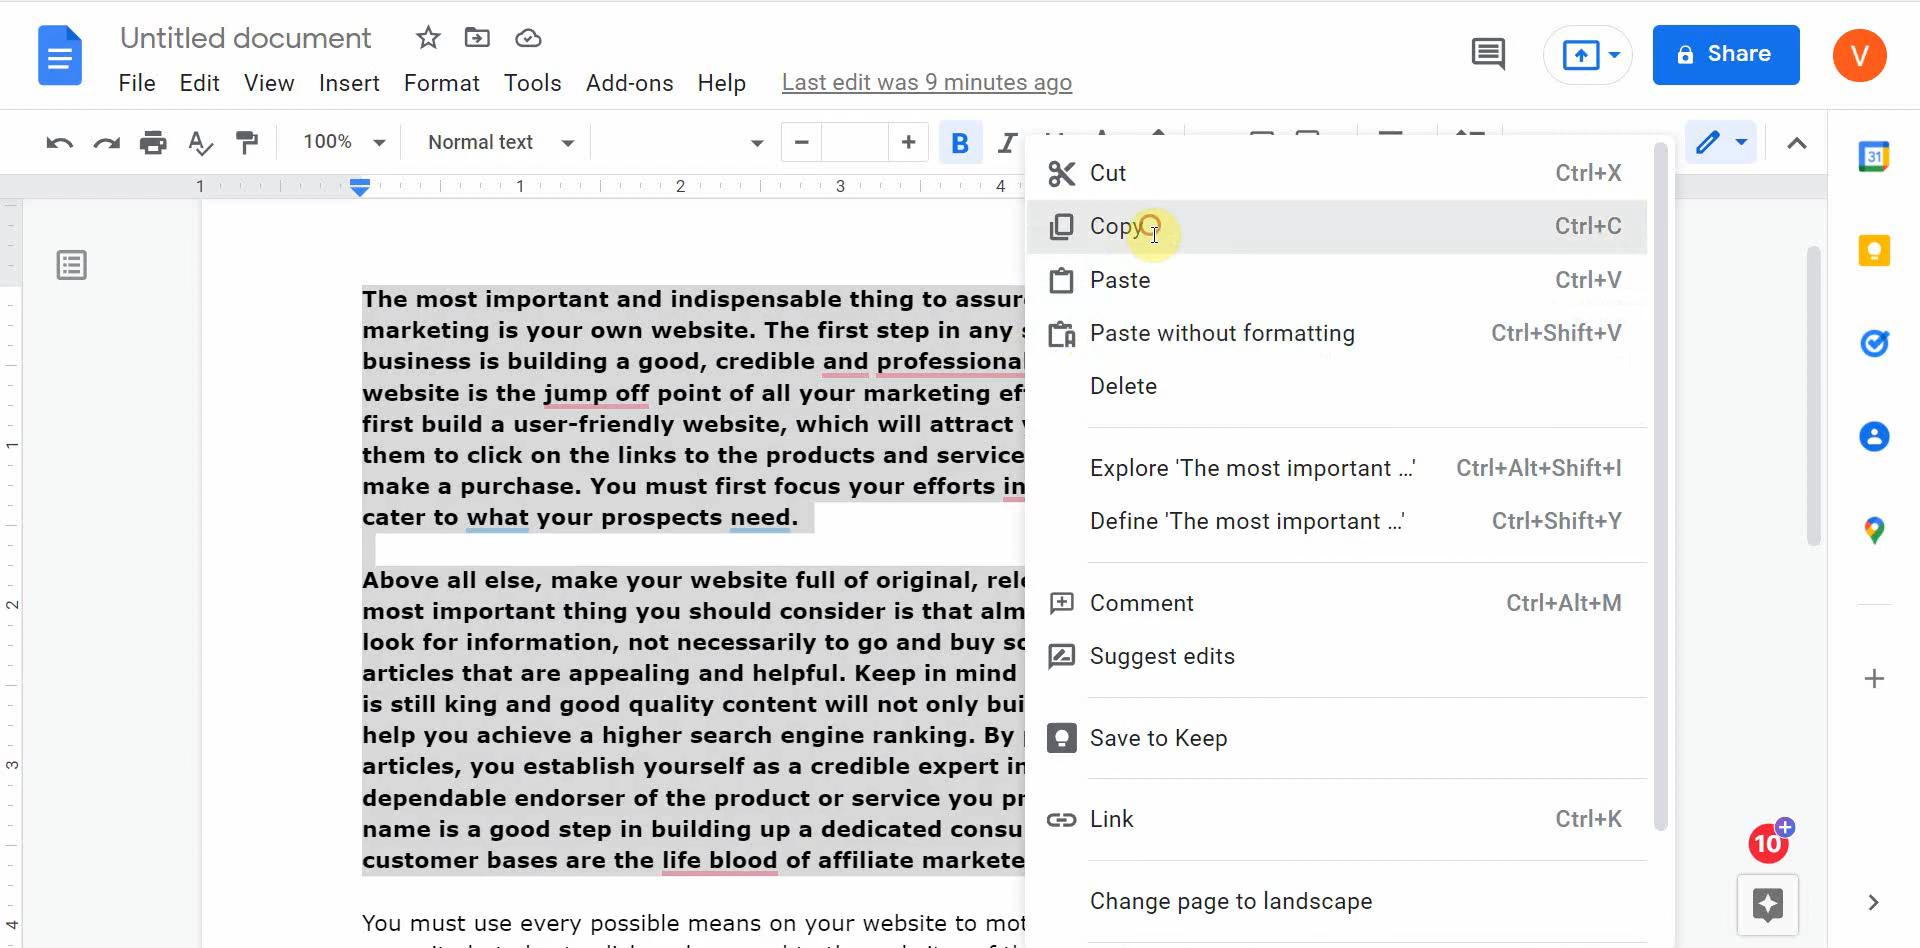 Untitled document
File Edit View Insert Format Tools Add-ons Help Last edit was 9 minutes ago
Share
V
100% Normal text − + B I
31
1 1 2 3 4
Cut Ctrl+X
Copy Ctrl+C
Paste Ctrl+V
Paste without formatting Ctrl+Shift+V
Delete
Explore 'The most important ...' Ctrl+Alt+Shift+I
Define 'The most important ...' Ctrl+Shift+Y
Comment Ctrl+Alt+M
Suggest edits
Save to Keep
Link Ctrl+K
Change page to landscape
The most important and indispensable thing to
marketing is your own website. The first step in any
business is building a good, credible and professional
website is the jump off point of all your marketing
first build a user-friendly website, which will attract
them to click on the links to the products and service
make a purchase. You must first focus your efforts in
cater to what your prospects need.
Above all else, make your website full of original,
most important thing you should consider is that
look for information, not necessarily to go and buy
articles that are appealing and helpful. Keep in mind
is still king and good quality content will not only
help you achieve a higher search engine ranking. By
articles, you establish yourself as a credible expert
dependable endorser of the product or service you
name is a good step in building up a dedicated
customer bases are the life blood of affiliate
You must use every possible means on your website to
1
2
3
4
10